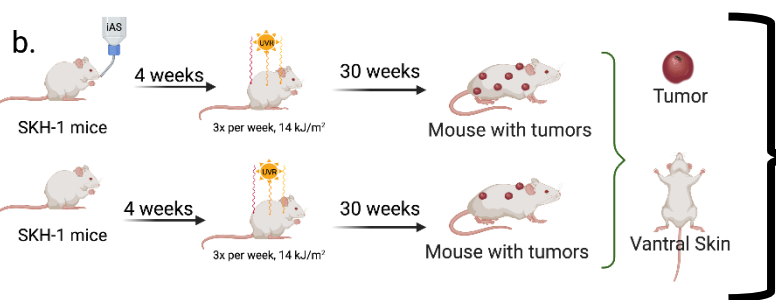 b.
iAS
4 weeks
UVR
30 weeks
SKH-1 mice
3x per week, 14 kJ/m²
Mouse with tumors
Tumor
4 weeks
UVR
30 weeks
SKH-1 mice
3x per week, 14 kJ/m²
Mouse with tumors
Vantral Skin